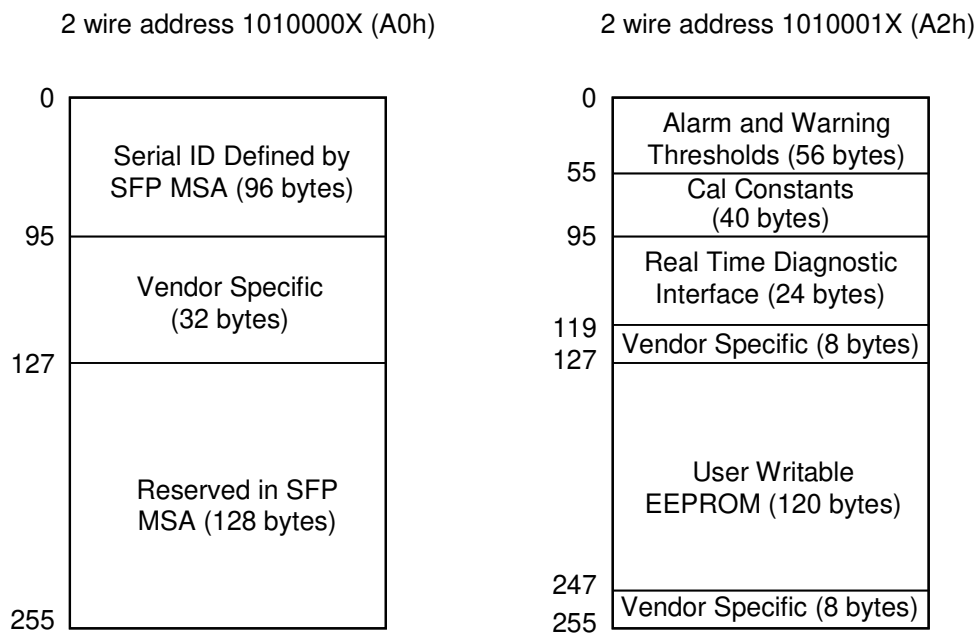 2 wire address 1010000X (A0h)
0
Serial ID Defined by
SFP MSA (96 bytes)
95
Vendor Specific
(32 bytes)
127
Reserved in SFP
MSA (128 bytes)
255
2 wire address 1010001X (A2h)
0
Alarm and Warning
Thresholds (56 bytes)
55
Cal Constants
(40 bytes)
95
Real Time Diagnostic
Interface (24 bytes)
119
Vendor Specific (8 bytes)
127
User Writable
EEPROM (120 bytes)
247
Vendor Specific (8 bytes)
255